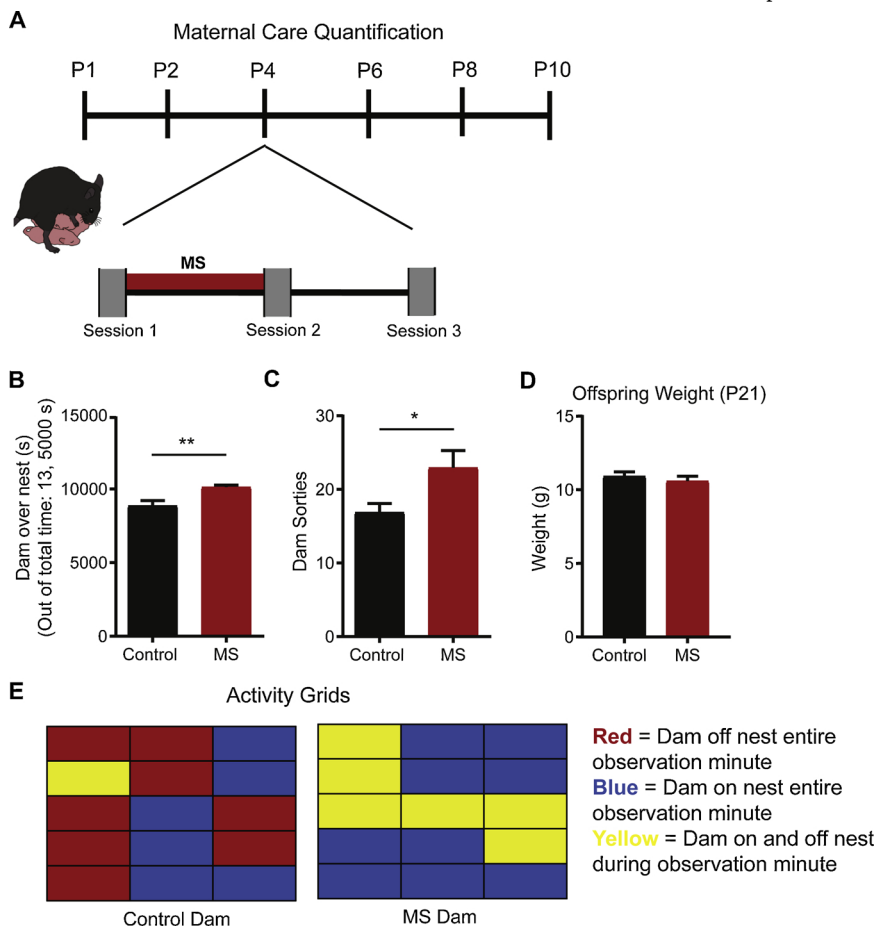 A
Maternal Care Quantification
P1 P2 P4 P6 P8 P10
MS
Session 1 Session 2 Session 3
B
Dam over nest (s)
(Out of total time: 13, 5000 s)
15000
10000
5000
0
**
Control MS
C
Dam Sorties
30
20
10
0
*
Control MS
D
Offspring Weight (P21)
Weight (g)
15
10
5
0
Control MS
E
Activity Grids
Control Dam
MS Dam
Red = Dam off nest entire
observation minute
Blue = Dam on nest entire
observation minute
Yellow = Dam on and off nest
during observation minute